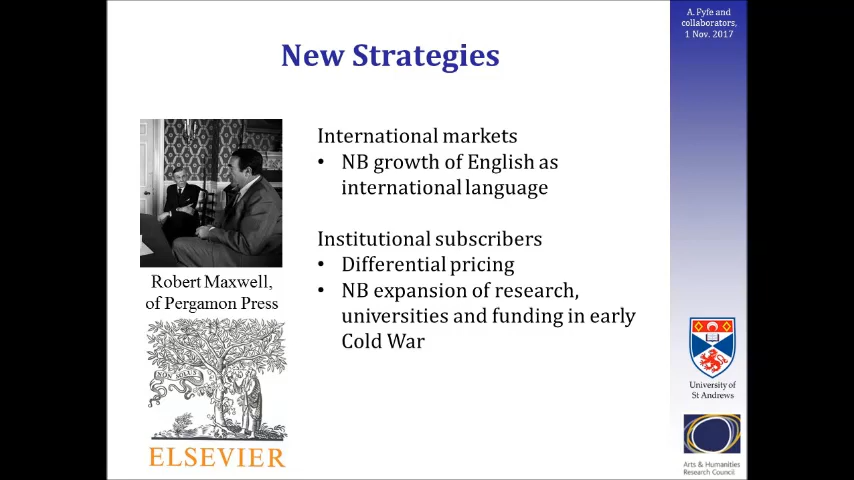 A. Fyfe and
collaborators,
1 Nov. 2017
New Strategies
International markets
• NB growth of English as
international language
Institutional subscribers
• Differential pricing
• NB expansion of research,
universities and funding in early
Cold War
Robert Maxwell,
of Pergamon Press
NON SOLUS
ELSEVIER
University of
St Andrews
Arts & Humanities
Research Council